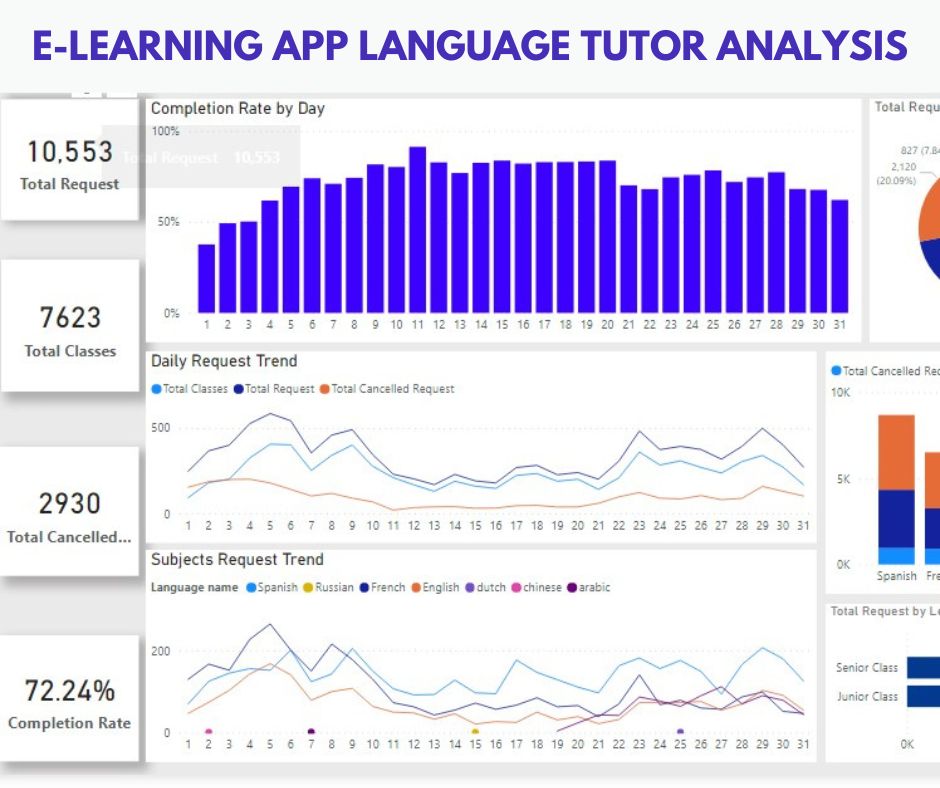 E-LEARNING APP LANGUAGE TUTOR ANALYSIS
10,553
Total Request
7623
Total Classes
2930
Total Cancelled...
72.24%
Completion Rate
Completion Rate by Day
Total Request 10,553
100%
50%
0%
1 2 3 4 5 6 7 8 9 10 11 12 13 14 15 16 17 18 19 20 21 22 23 24 25 26 27 28 29 30 31
Total Requ
827 (7.84
2,120
(20.09%)
Daily Request Trend
Total Classes Total Request Total Cancelled Request
500
0
1 2 3 4 5 6 7 8 9 10 11 12 13 14 15 16 17 18 19 20 21 22 23 24 25 26 27 28 29 30 31
Total Cancelled Rec
10K
5K
0K
Spanish Fre
Subjects Request Trend
Language name Spanish Russian French English dutch chinese arabic
200
0
1 2 3 4 5 6 7 8 9 10 11 12 13 14 15 16 17 18 19 20 21 22 23 24 25 26 27 28 29 30 31
Total Request by Le
Senior Class
Junior Class
0K